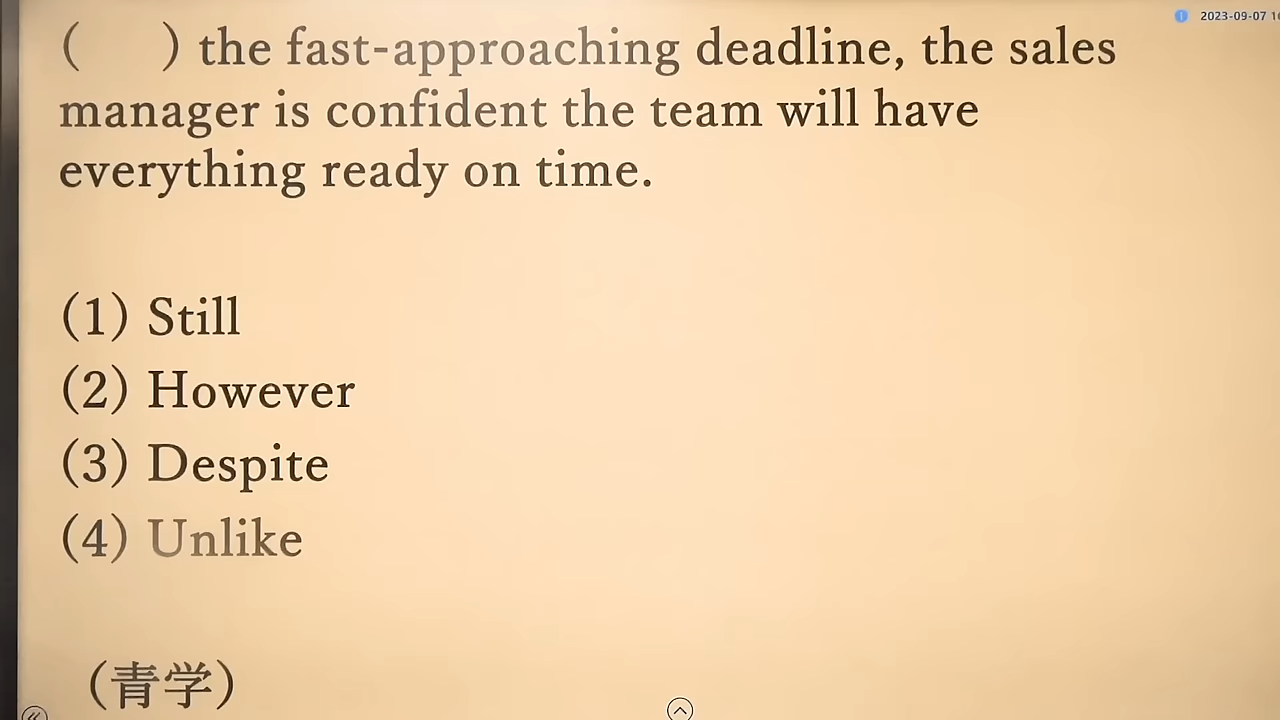 2023-09-07
(  ) the fast-approaching deadline, the sales
manager is confident the team will have
everything ready on time.
(1) Still
(2) However
(3) Despite
(4) Unlike
(青学)